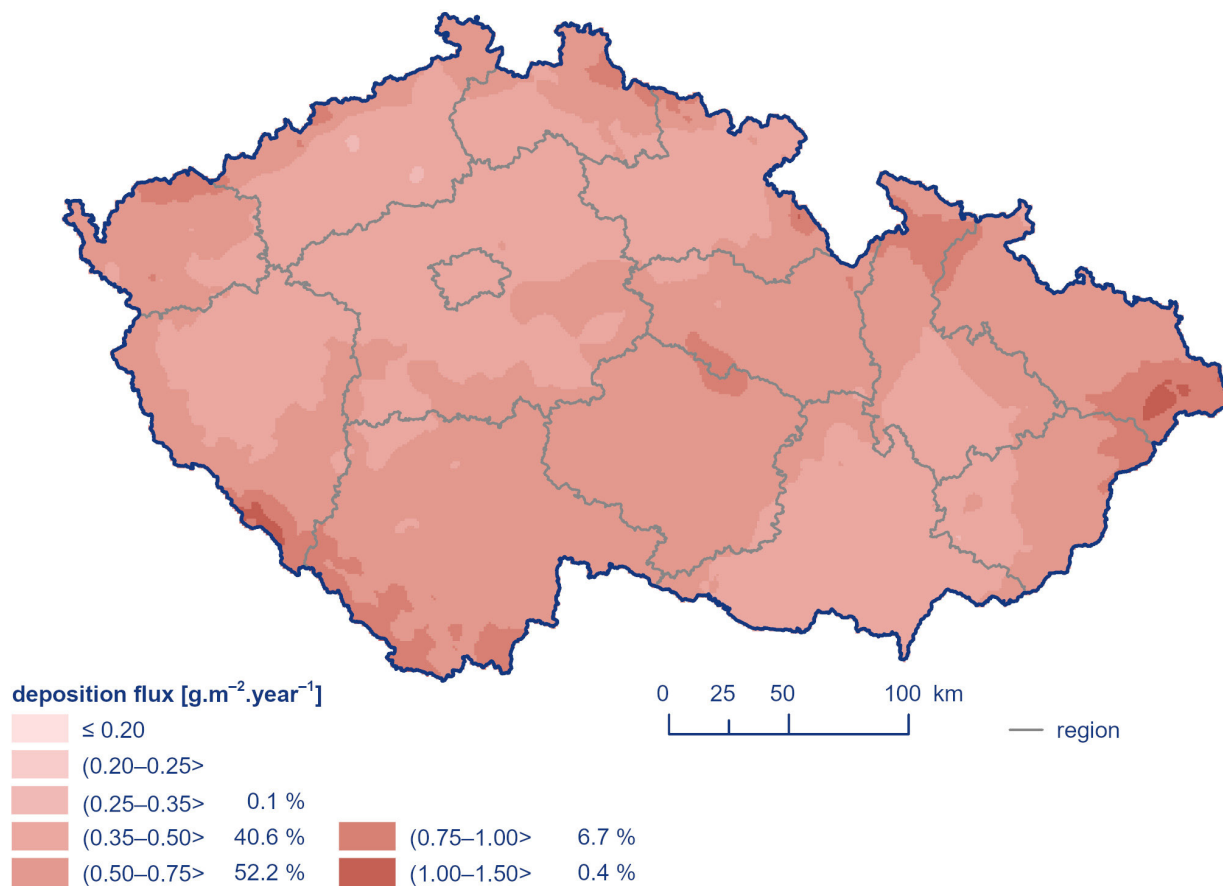 deposition flux [g.m⁻².year⁻¹]
≤ 0.20
(0.20–0.25>
(0.25–0.35> 0.1 %
(0.35–0.50> 40.6 %
(0.50–0.75> 52.2 %
(0.75–1.00> 6.7 %
(1.00–1.50> 0.4 %
0 25 50 100 km
region